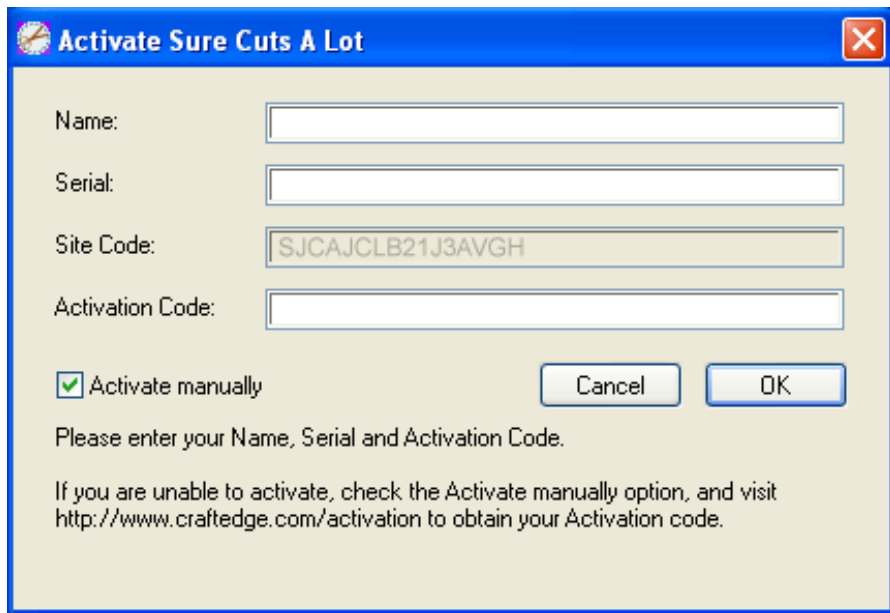 Activate Sure Cuts A Lot
Name:
Serial:
Site Code: SJCAJCLB21J3AVGH
Activation Code:
Activate manually Cancel OK
Please enter your Name, Serial and Activation Code.
If you are unable to activate, check the Activate manually option, and visit
http://www.craftedge.com/activation to obtain your Activation code.